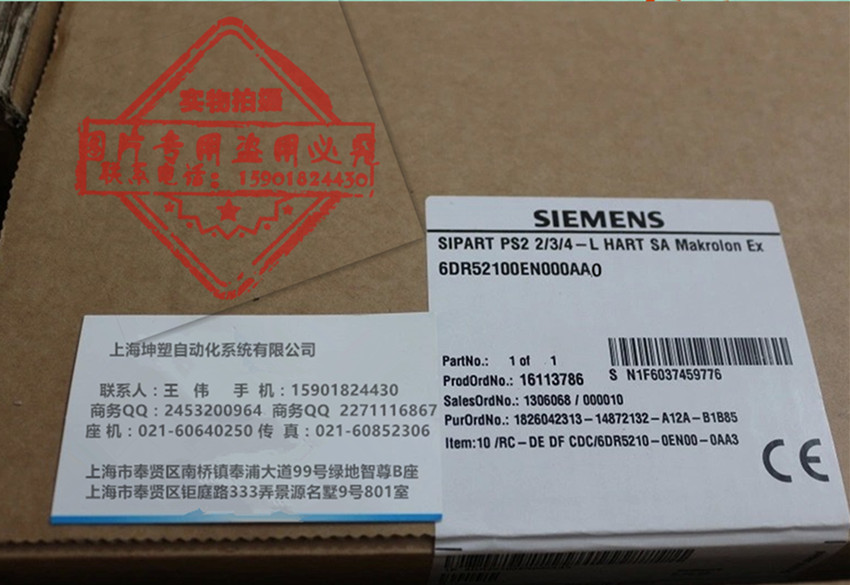 实物拍摄
图片专用盗用必究
联系电话：15901824430
上海坤塑自动化系统有限公司
联系人：王 伟 手 机：15901824430
商务QQ：2453200964 商务QQ 2271116867
座 机：021-60640250 传 真：021-60852306
上海市奉贤区南桥镇奉浦大道99号绿地智尊B座
上海市奉贤区钜庭路333弄景源名墅9号801室
SIEMENS
SIPART PS2 2/3/4-L HART SA Makrolon Ex
6DR52100EN000AA0
PartNo.: 1 of 1
S N1F6037459776
ProdOrdNo.: 16113786
SalesOrdNo.: 1306068 / 000010
PurOrdNo.: 1826042313-14872132-A12A-B1B85
Item:10 /RC-DE DF CDC/6DR5210-0EN00-0AA3
CE